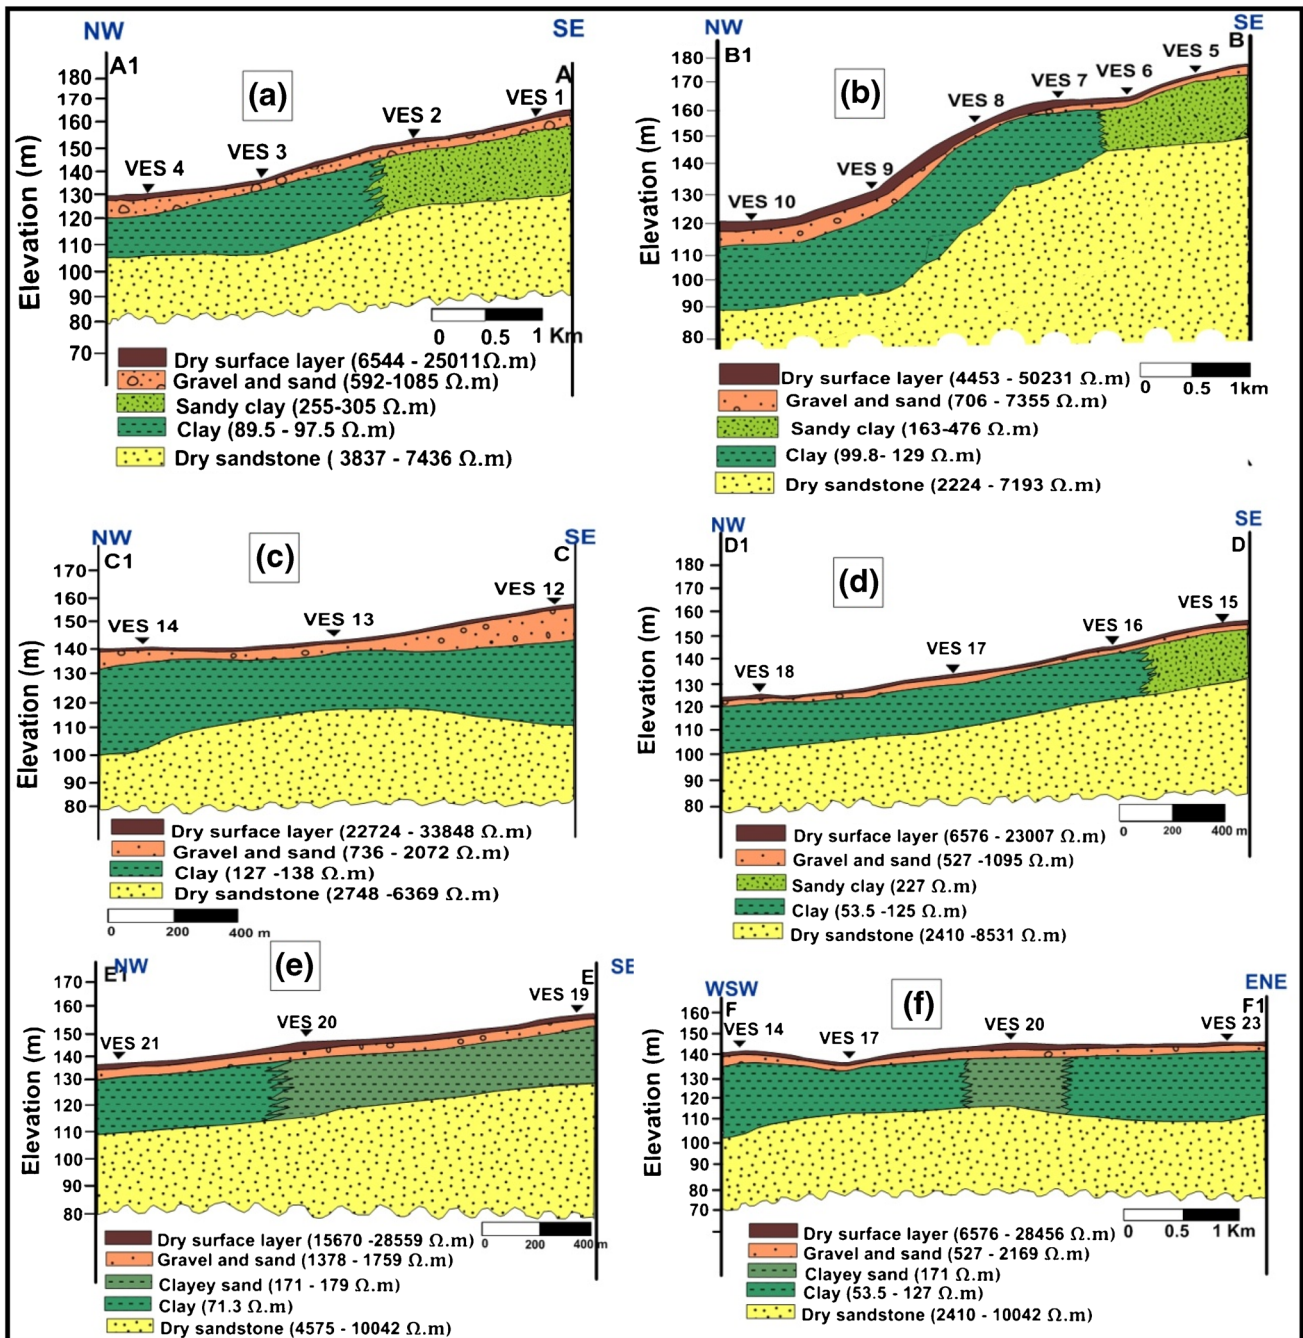 NW SE
A1 (a) A
180
170
160
150
140
130
120
110
100
90
80
70
Elevation (m)
VES 4 VES 3 VES 2 VES 1
0 0.5 1 Km
Dry surface layer (6544 - 25011Ω.m)
Gravel and sand (592-1085 Ω.m)
Sandy clay (255-305 Ω.m)
Clay (89.5 - 97.5 Ω.m)
Dry sandstone ( 3837 - 7436 Ω.m)
NW SE
B1 (b) B
180
170
160
150
140
130
120
110
100
90
80
Elevation (m)
VES 10 VES 9 VES 8 VES 7 VES 6 VES 5
0 0.5 1km
Dry surface layer (4453 - 50231 Ω.m)
Gravel and sand (706 - 7355 Ω.m)
Sandy clay (163-476 Ω.m)
Clay (99.8- 129 Ω.m)
Dry sandstone (2224 - 7193 Ω.m)
NW SE
C1 (c) C
170
160
150
140
130
120
110
100
90
80
Elevation (m)
VES 14 VES 13 VES 12
Dry surface layer (22724 - 33848 Ω.m)
Gravel and sand (736 - 2072 Ω.m)
Clay (127 -138 Ω.m)
Dry sandstone (2748 -6369 Ω.m)
0 200 400 m
NW SE
D1 (d) D
180
170
160
150
140
130
120
110
100
90
80
Elevation (m)
VES 18 VES 17 VES 16 VES 15
0 200 400 m
Dry surface layer (6576 - 23007 Ω.m)
Gravel and sand (527 -1095 Ω.m)
Sandy clay (227 Ω.m)
Clay (53.5 -125 Ω.m)
Dry sandstone (2410 -8531 Ω.m)
NW SE
E1 (e) E
170
160
150
140
130
120
110
100
90
80
Elevation (m)
VES 21 VES 20 VES 19
0 200 400 m
Dry surface layer (15670 -28559 Ω.m)
Gravel and sand (1378 - 1759 Ω.m)
Clayey sand (171 - 179 Ω.m)
Clay (71.3 Ω.m)
Dry sandstone (4575 - 10042 Ω.m)
WSW ENE
F (f) F1
160
150
140
130
120
110
100
90
80
70
Elevation (m)
VES 14 VES 17 VES 20 VES 23
0 0.5 1 Km
Dry surface layer (6576 - 28456 Ω.m)
Gravel and sand (527 - 2169 Ω.m)
Clayey sand (171 Ω.m)
Clay (53.5 - 127 Ω.m)
Dry sandstone (2410 - 10042 Ω.m)